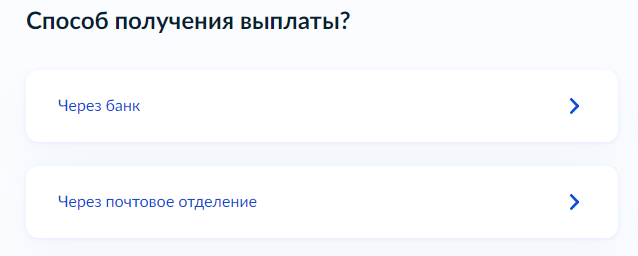 Способ получения выплаты?
Через банк
Через почтовое отделение